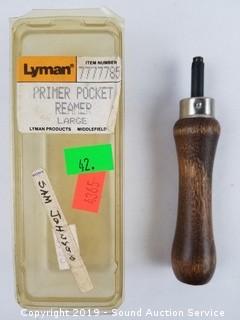 Lyman®
ITEM NUMBER
7777785
PRIMER POCKET
REAMER
LARGE
LYMAN PRODUCTS MIDDLEFIELD
42.
4365
SAM JOHNSON
Copyright 2019 - Sound Auction Service